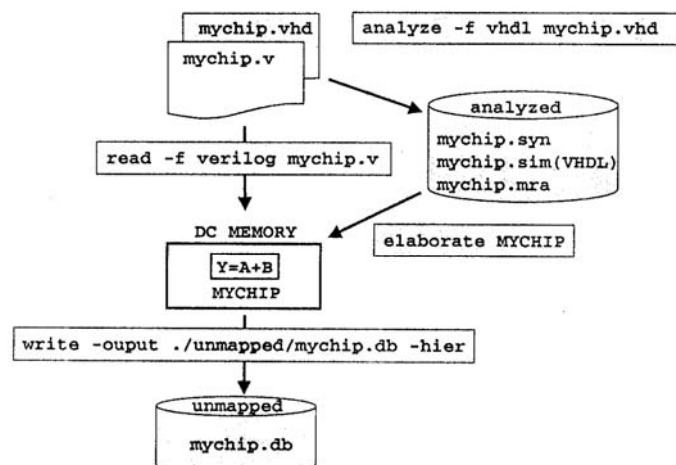 mychip.vhd
analyze -f vhdl mychip.vhd
mychip.v
analyzed
mychip.syn
mychip.sim(VHDL)
mychip.mra
read -f verilog mychip.v
elaborate MYCHIP
DC MEMORY
Y=A+B
MYCHIP
write -ouput ./unmapped/mychip.db -hier
unmapped
mychip.db